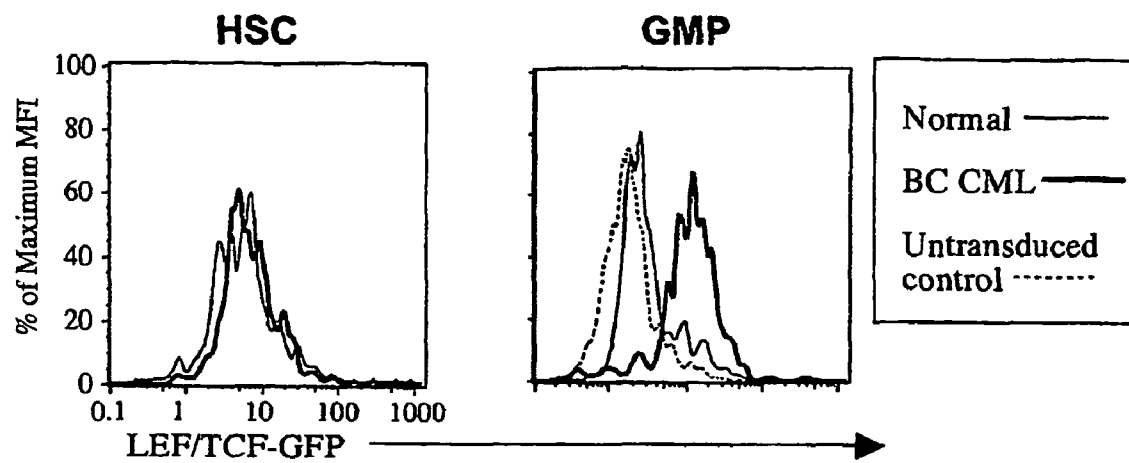 HSC
GMP
% of Maximum MFI
100
80
60
40
20
0
0.1 1 10 100 1000
LEF/TCF-GFP
Normal
BC CML
Untransduced
control